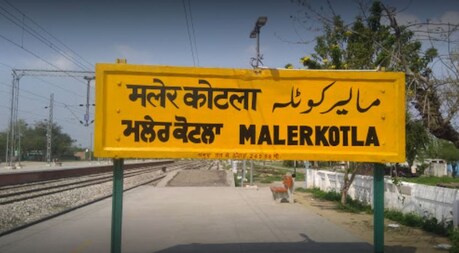 मलेर कोटला مالیر کوٹلہ
ਮਲੇਰ ਕੋਟਲਾ MALERKOTLA